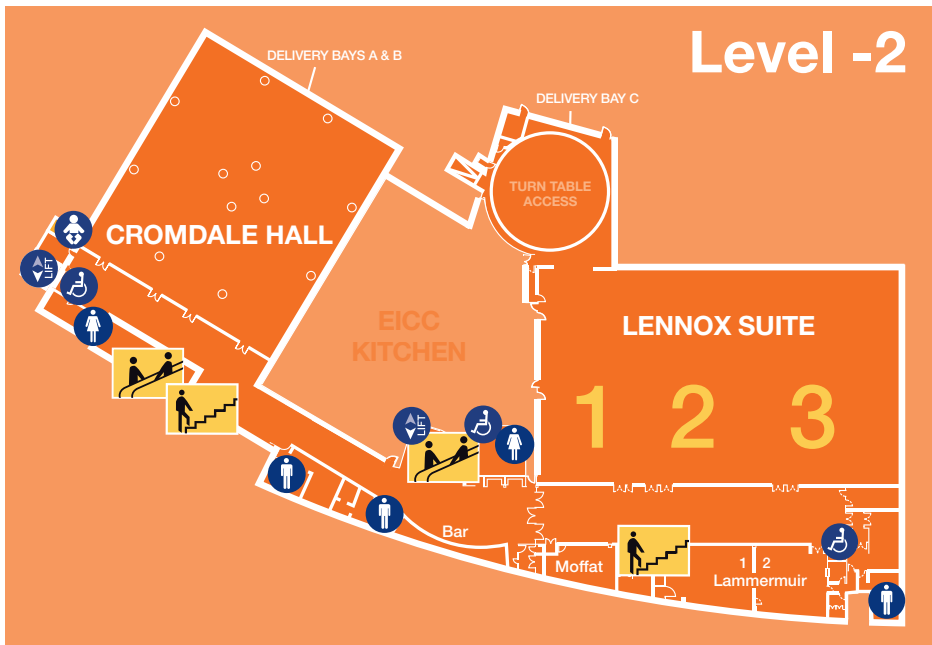 Level -2
DELIVERY BAYS A & B
DELIVERY BAY C
TURN TABLE
ACCESS
CROMDALE HALL
LIFT
EICC
KITCHEN
LENNOX SUITE
1 2 3
LIFT
Bar
Moffat
1 2
Lammermuir